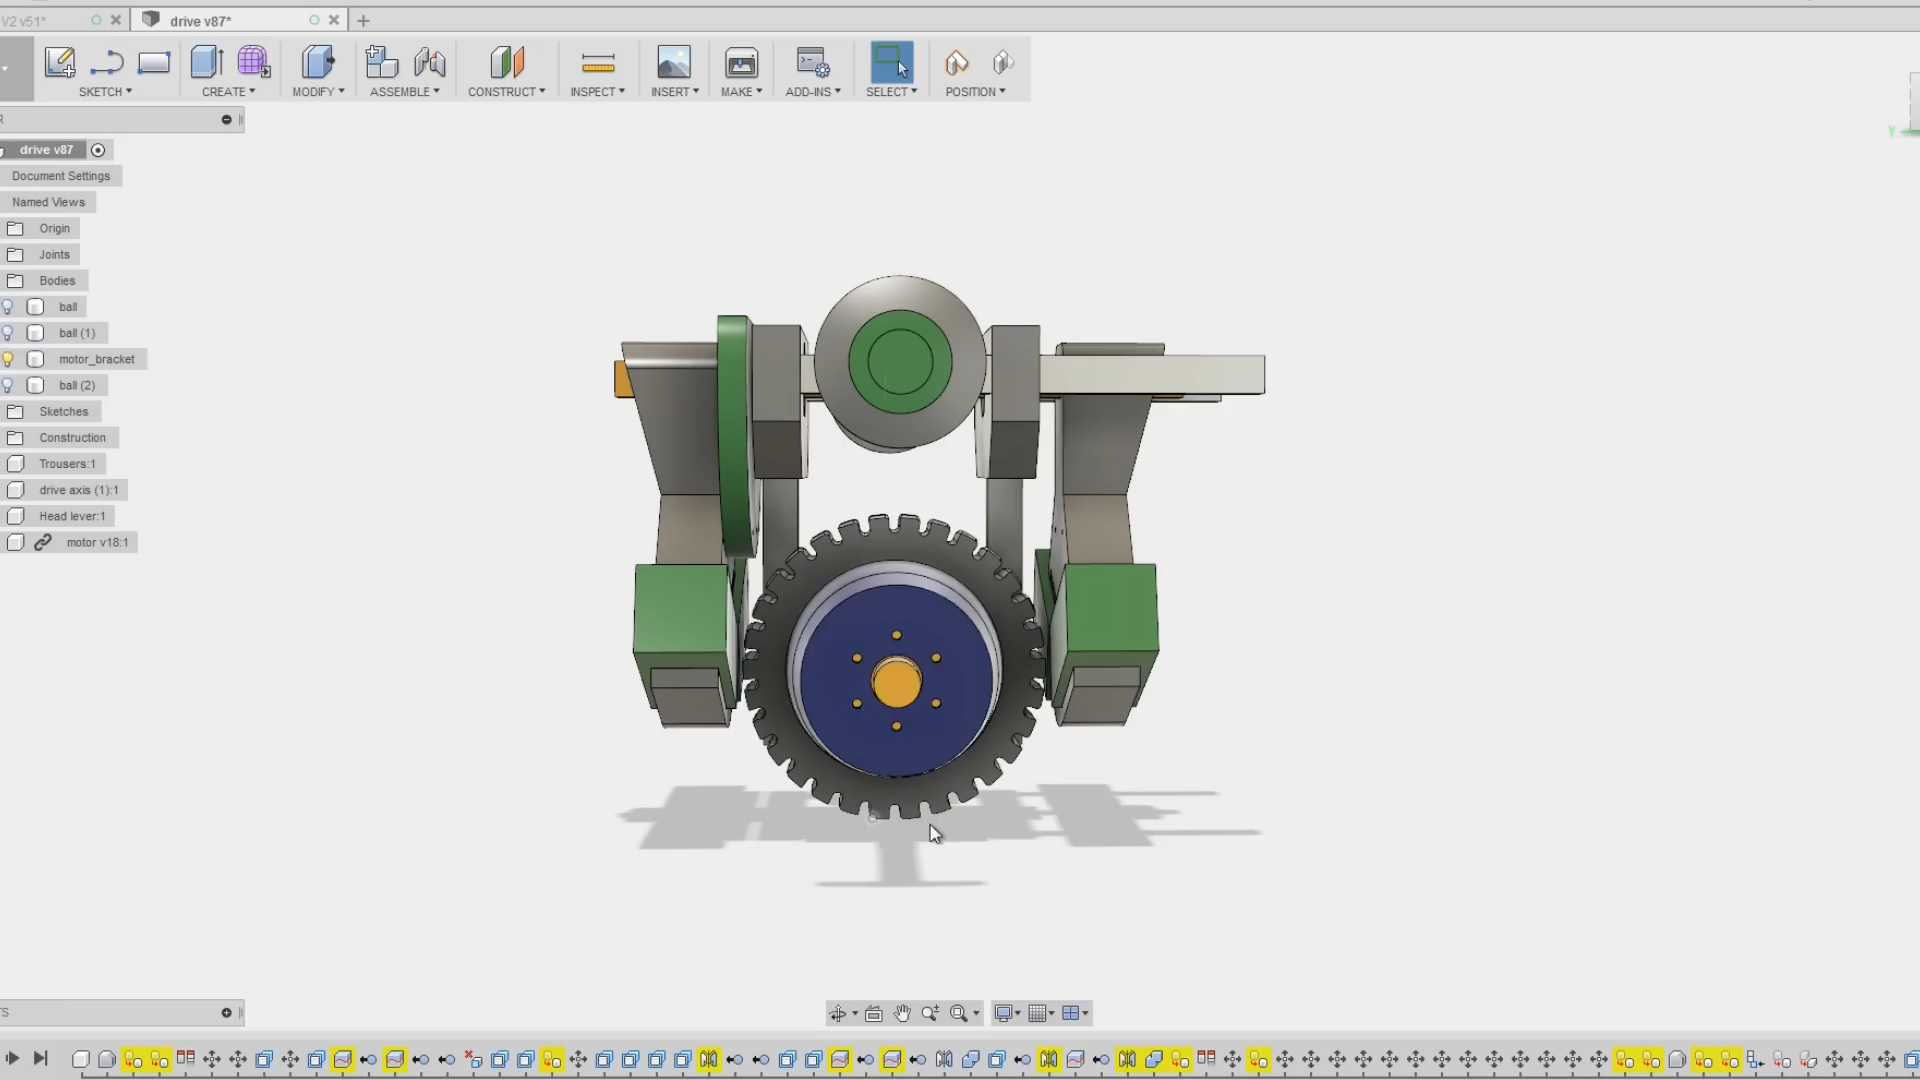 V2 v51*
drive v87*
SKETCH
CREATE
MODIFY
ASSEMBLE
CONSTRUCT
INSPECT
INSERT
MAKE
ADD-INS
SELECT
POSITION
R
Y
drive v87
Document Settings
Named Views
Origin
Joints
Bodies
ball
ball (1)
motor_bracket
ball (2)
Sketches
Construction
Trousers:1
drive axis (1):1
Head lever:1
motor v18:1
TS